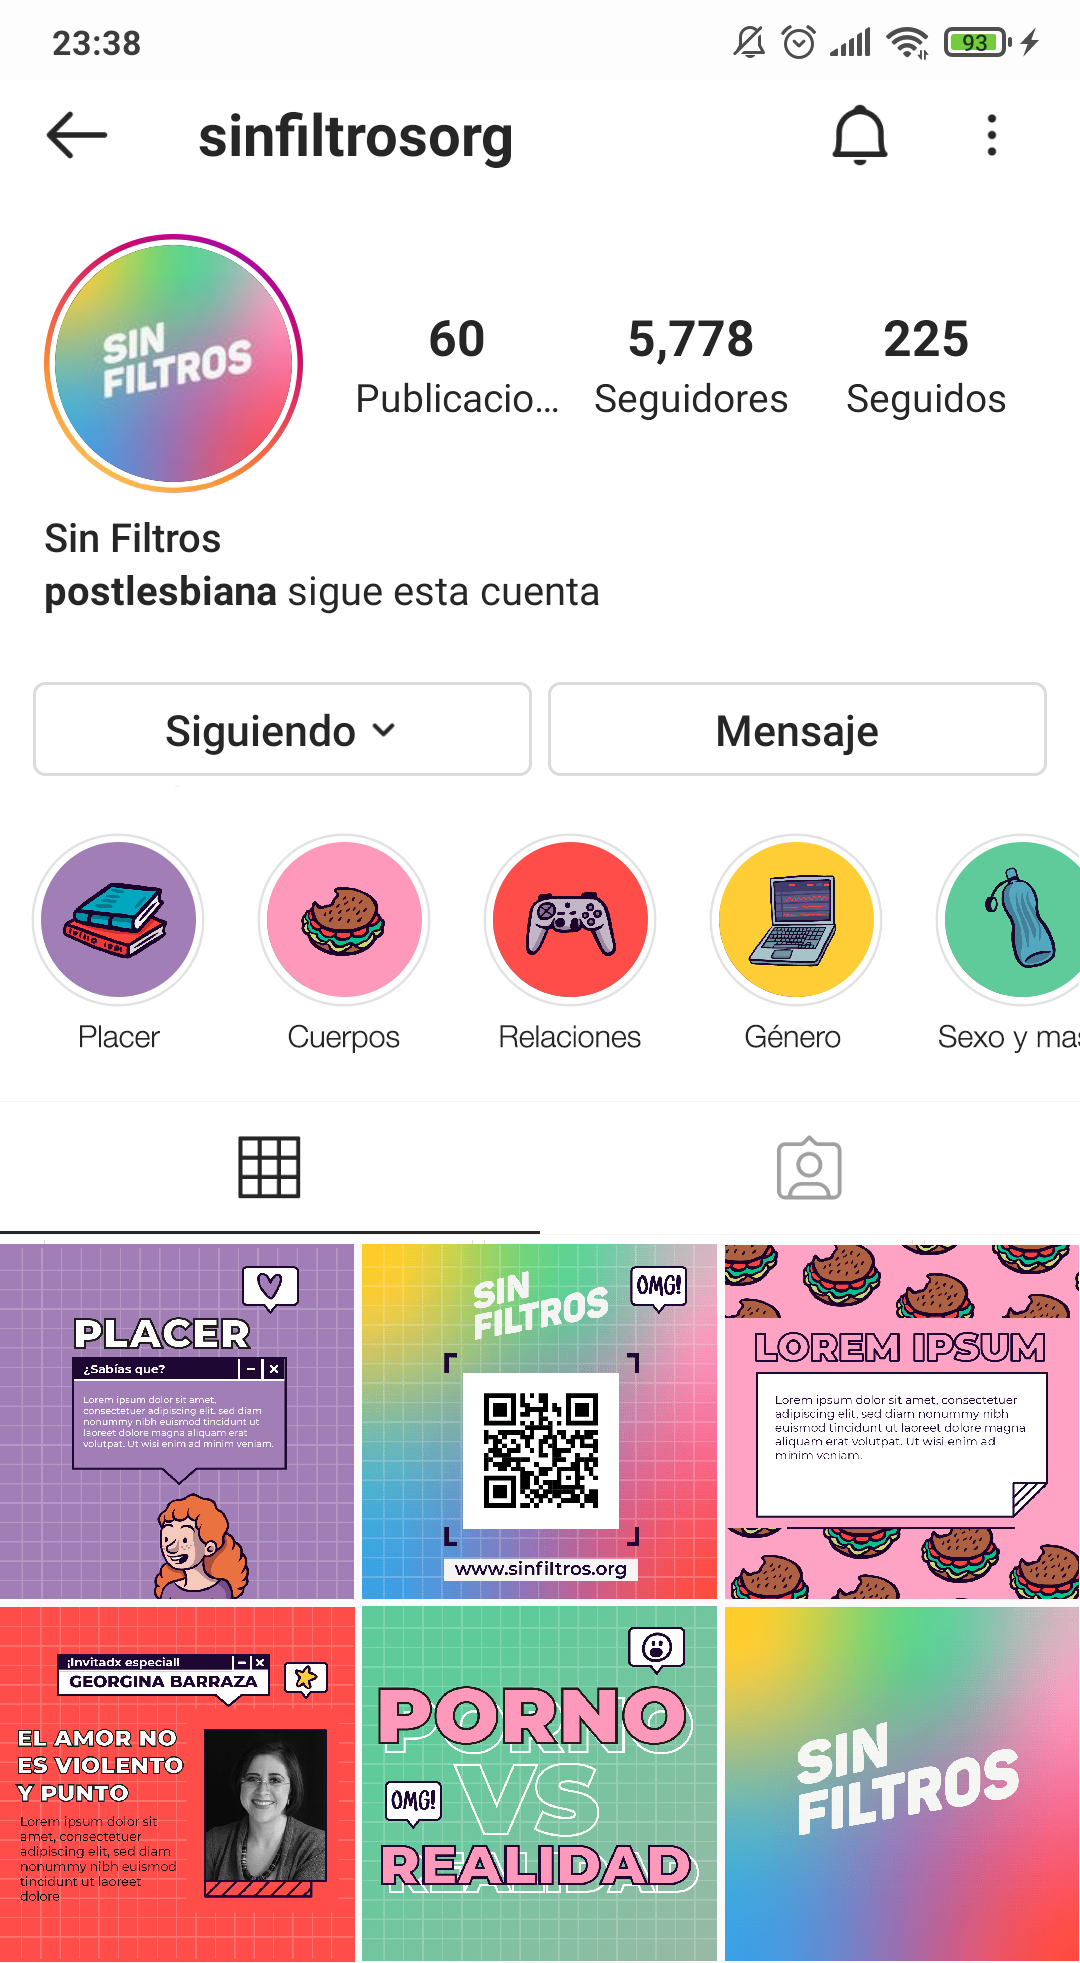 23:38
93
sinfiltrosorg
SIN
FILTROS
60
5,778
225
Publicacio...
Seguidores
Seguidos
Sin Filtros
postlesbiana sigue esta cuenta
Siguiendo
Mensaje
Placer
Cuerpos
Relaciones
Género
Sexo y mas
PLACER
¿Sabías que?
Lorem ipsum dolor sit amet,
consectetuer adipiscing elit, sed diam
nonummy nibh euismod tincidunt ut
laoreet dolore magna aliquam erat
volutpat. Ut wisi enim ad minim veniam.
SIN
FILTROS
OMG!
www.sinfiltros.org
LOREM IPSUM
Lorem ipsum dolor sit amet, consectetuer
adipiscing elit, sed diam nonummy nibh
euismod tincidunt ut laoreet dolore magna
aliquam erat volutpat. Ut wisi enim ad
minim veniam.
¡Invitadx especial!
GEORGINA BARRAZA
EL AMOR NO
ES VIOLENTO
Y PUNTO
Lorem ipsum dolor sit
amet, consectetuer
adipiscing elit, sed diam
nonummy nibh euismod
tincidunt ut laoreet
dolore
PORNO
VS
OMG!
REALIDAD
SIN
FILTROS